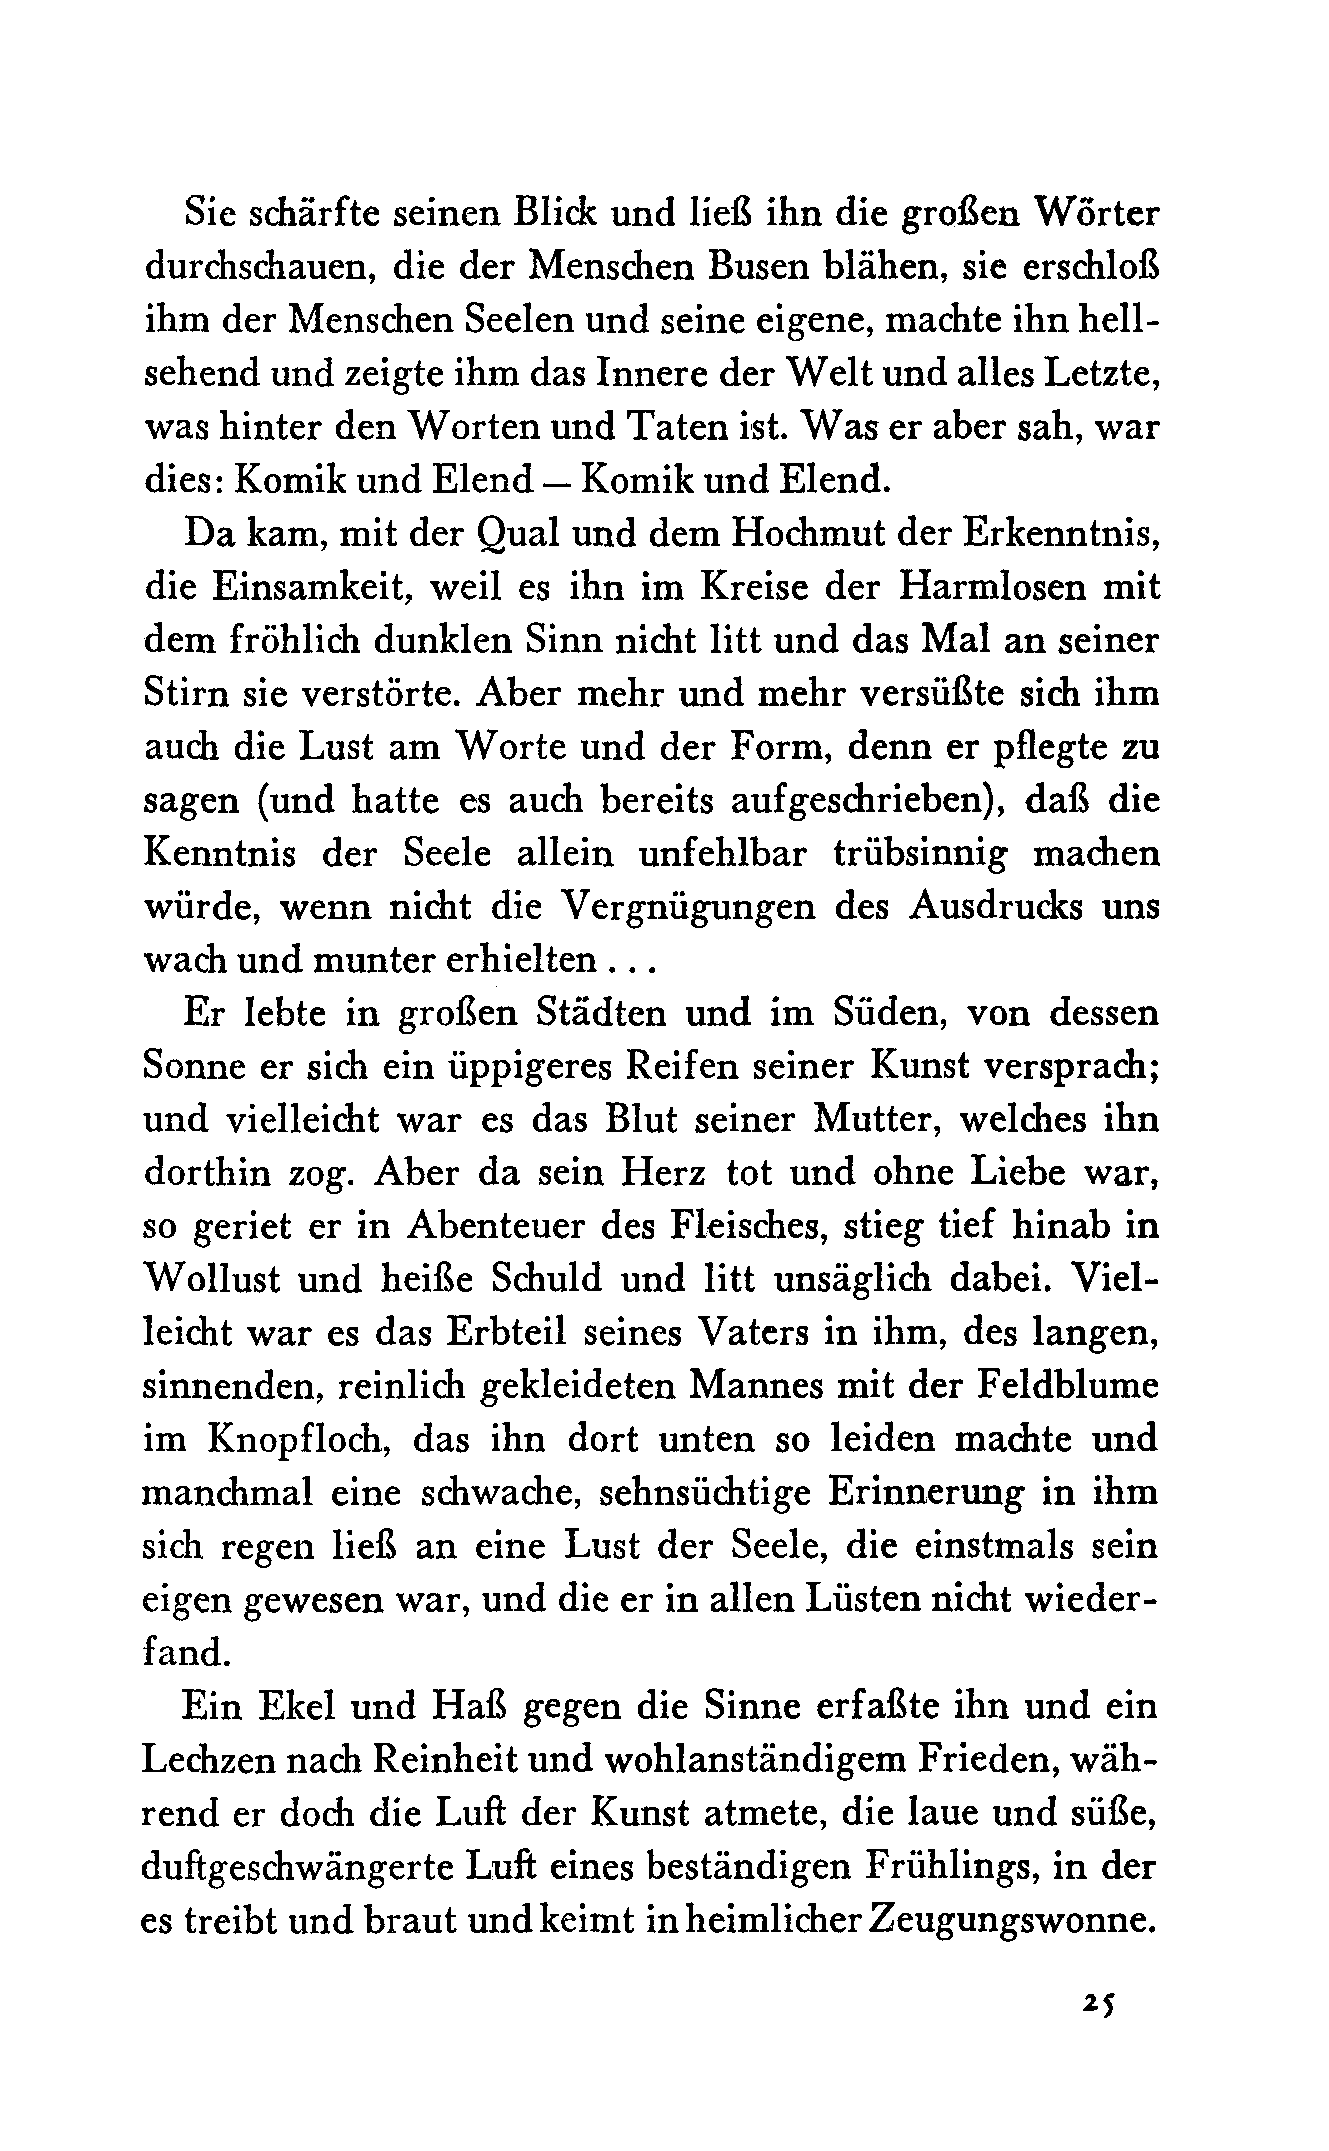 Sie schärfte seinen Blick und ließ ihn die großen Wörter
durchschauen, die der Menschen Busen blähen, sie erschloß
ihm der Menschen Seelen und seine eigene, machte ihn hell-
sehend und zeigte ihm das Innere der Welt und alles Letzte,
was hinter den Worten und Taten ist. Was er aber sah, war
dies: Komik und Elend – Komik und Elend.
Da kam, mit der Qual und dem Hochmut der Erkenntnis,
die Einsamkeit, weil es ihn im Kreise der Harmlosen mit
dem fröhlich dunklen Sinn nicht litt und das Mal an seiner
Stirn sie verstörte. Aber mehr und mehr versüßte sich ihm
auch die Lust am Worte und der Form, denn er pflegte zu
sagen (und hatte es auch bereits aufgeschrieben), daß die
Kenntnis der Seele allein unfehlbar trübsinnig machen
würde, wenn nicht die Vergnügungen des Ausdrucks uns
wach und munter erhielten . . .
Er lebte in großen Städten und im Süden, von dessen
Sonne er sich ein üppigeres Reifen seiner Kunst versprach;
und vielleicht war es das Blut seiner Mutter, welches ihn
dorthin zog. Aber da sein Herz tot und ohne Liebe war,
so geriet er in Abenteuer des Fleisches, stieg tief hinab in
Wollust und heiße Schuld und litt unsäglich dabei. Viel-
leicht war es das Erbteil seines Vaters in ihm, des langen,
sinnenden, reinlich gekleideten Mannes mit der Feldblume
im Knopfloch, das ihn dort unten so leiden machte und
manchmal eine schwache, sehnsüchtige Erinnerung in ihm
sich regen ließ an eine Lust der Seele, die einstmals sein
eigen gewesen war, und die er in allen Lüsten nicht wieder-
fand.
Ein Ekel und Haß gegen die Sinne erfaßte ihn und ein
Lechzen nach Reinheit und wohlanständigem Frieden, wäh-
rend er doch die Luft der Kunst atmete, die laue und süße,
duftgeschwängerte Luft eines beständigen Frühlings, in der
es treibt und braut und keimt in heimlicher Zeugungswonne.
25